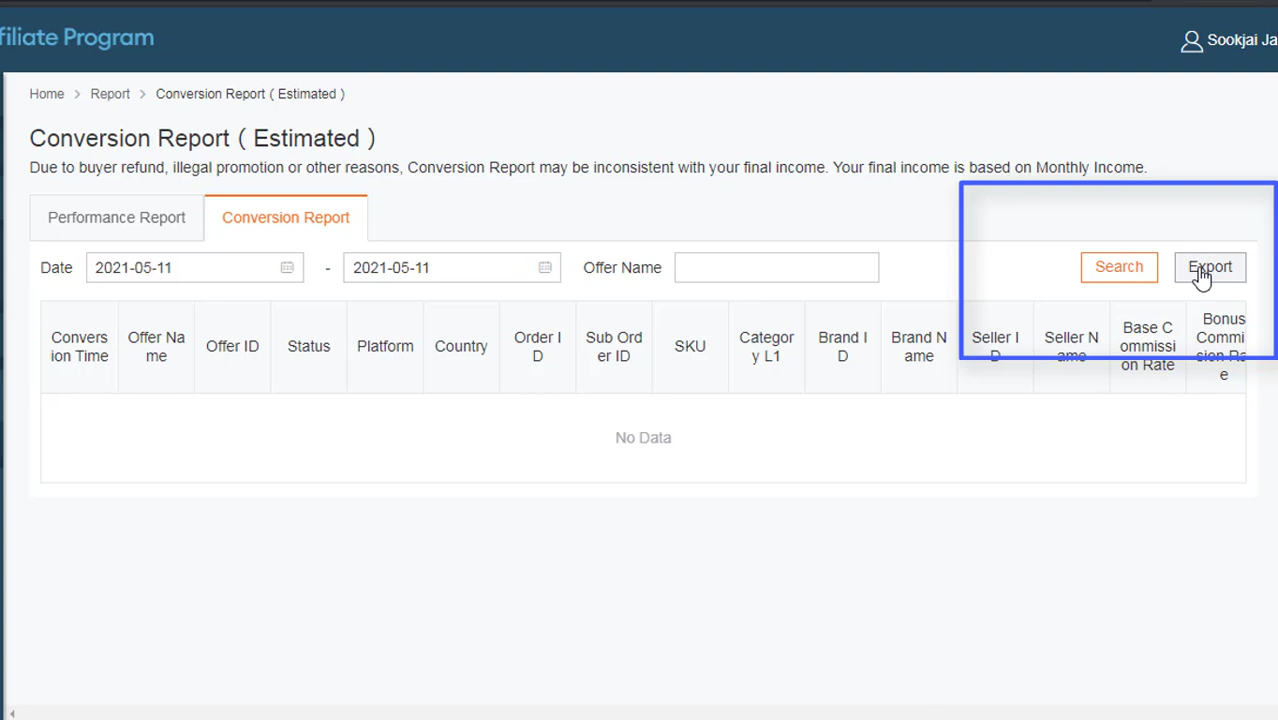 filiate Program
Sookjai Ja
Home > Report > Conversion Report ( Estimated )
Conversion Report ( Estimated )
Due to buyer refund, illegal promotion or other reasons, Conversion Report may be inconsistent with your final income. Your final income is based on Monthly Income.
Performance Report
Conversion Report
Date 2021-05-11 - 2021-05-11 Offer Name
Search
Export
Convers
ion Time
Offer Na
me
Offer ID
Status
Platform
Country
Order I
D
Sub Ord
er ID
SKU
Categor
y L1
Brand I
D
Brand N
ame
Seller I
D
Seller N
ame
Base C
ommissi
on Rate
Bonus
Commi
ssion Ra
e
No Data